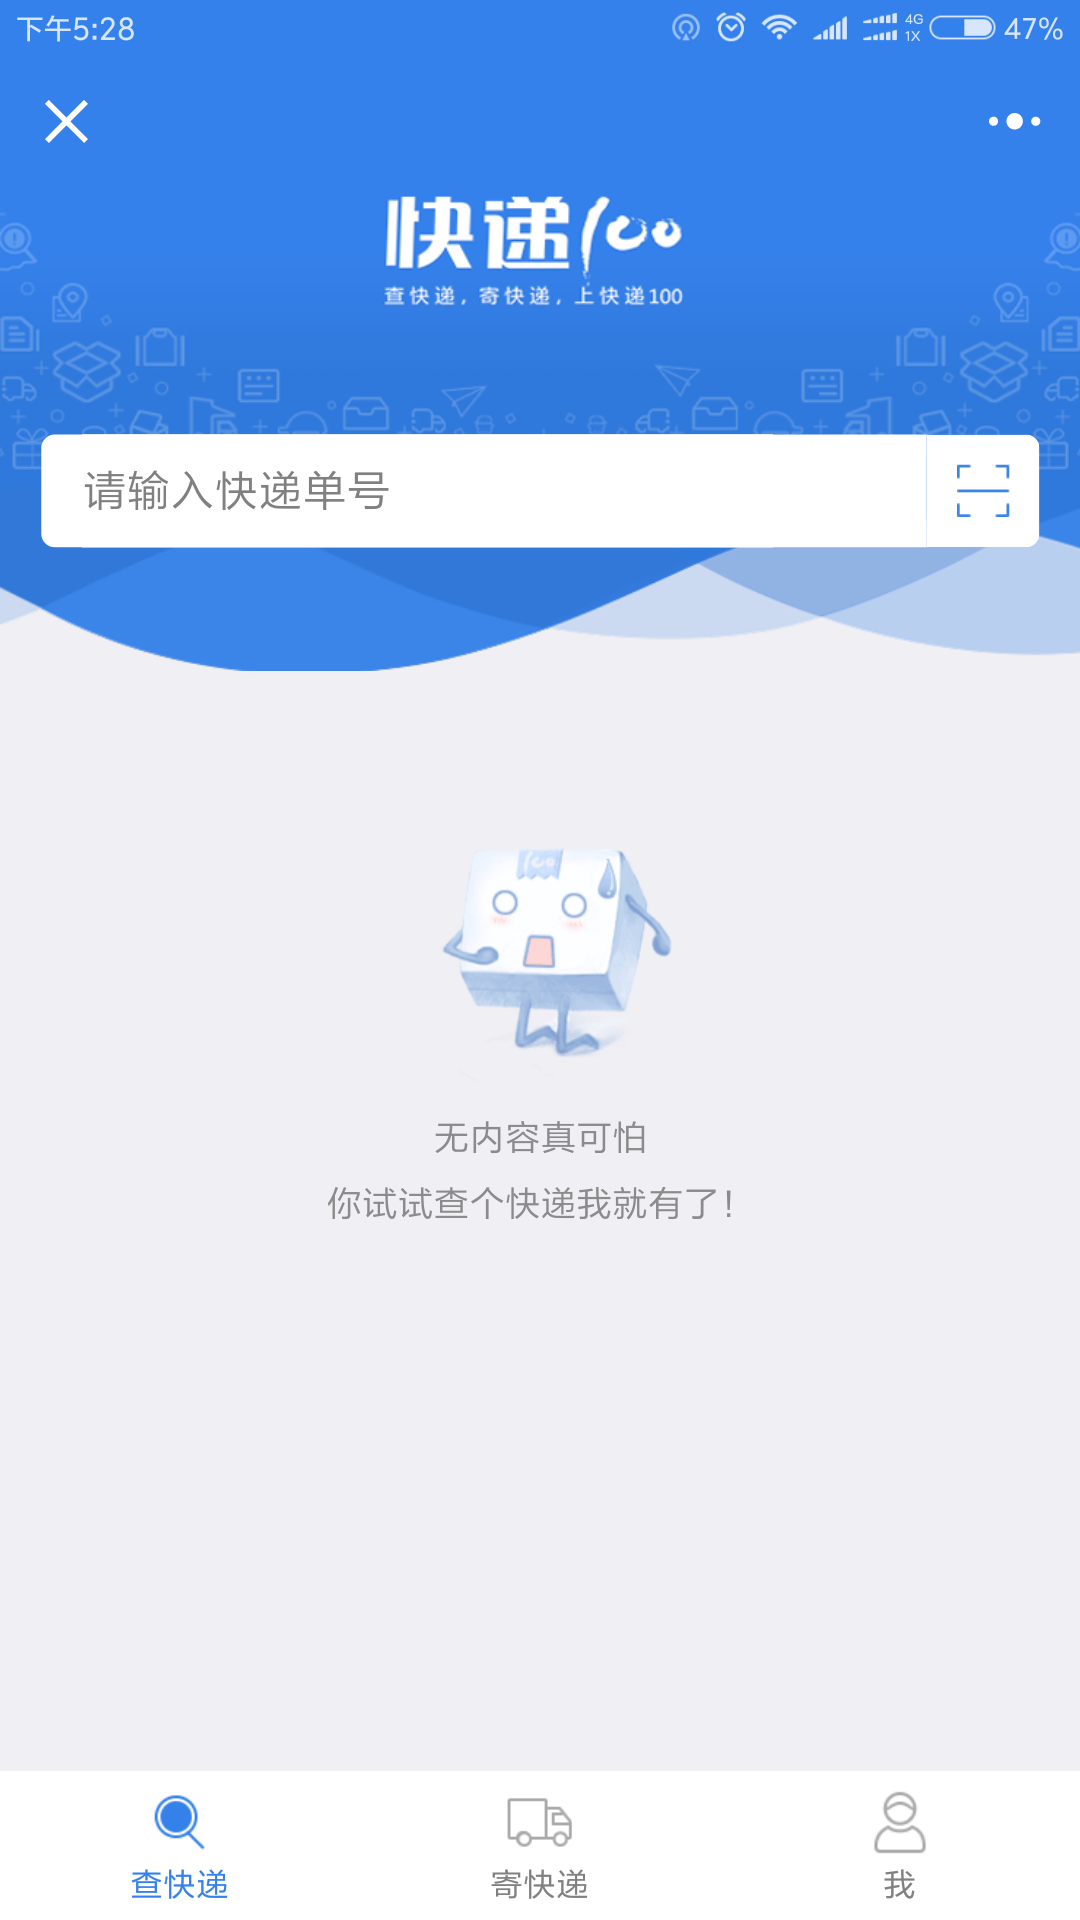 下午5:28
4G
1X
47%
快递100
查快递，寄快递，上快递100
请输入快递单号
100
无内容真可怕
你试试查个快递我就有了！
查快递
寄快递
我